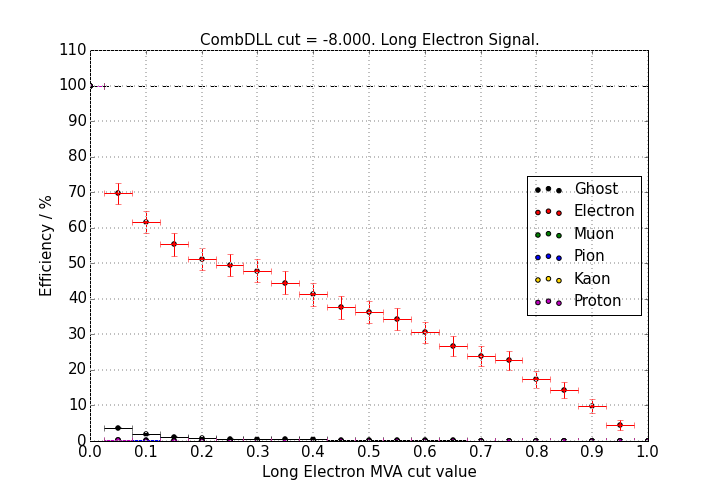 CombDLL cut = -8.000. Long Electron Signal.
Efficiency / %
110
100
90
80
70
60
50
40
30
20
10
0
Ghost
Electron
Muon
Pion
Kaon
Proton
0.0 0.1 0.2 0.3 0.4 0.5 0.6 0.7 0.8 0.9 1.0
Long Electron MVA cut value